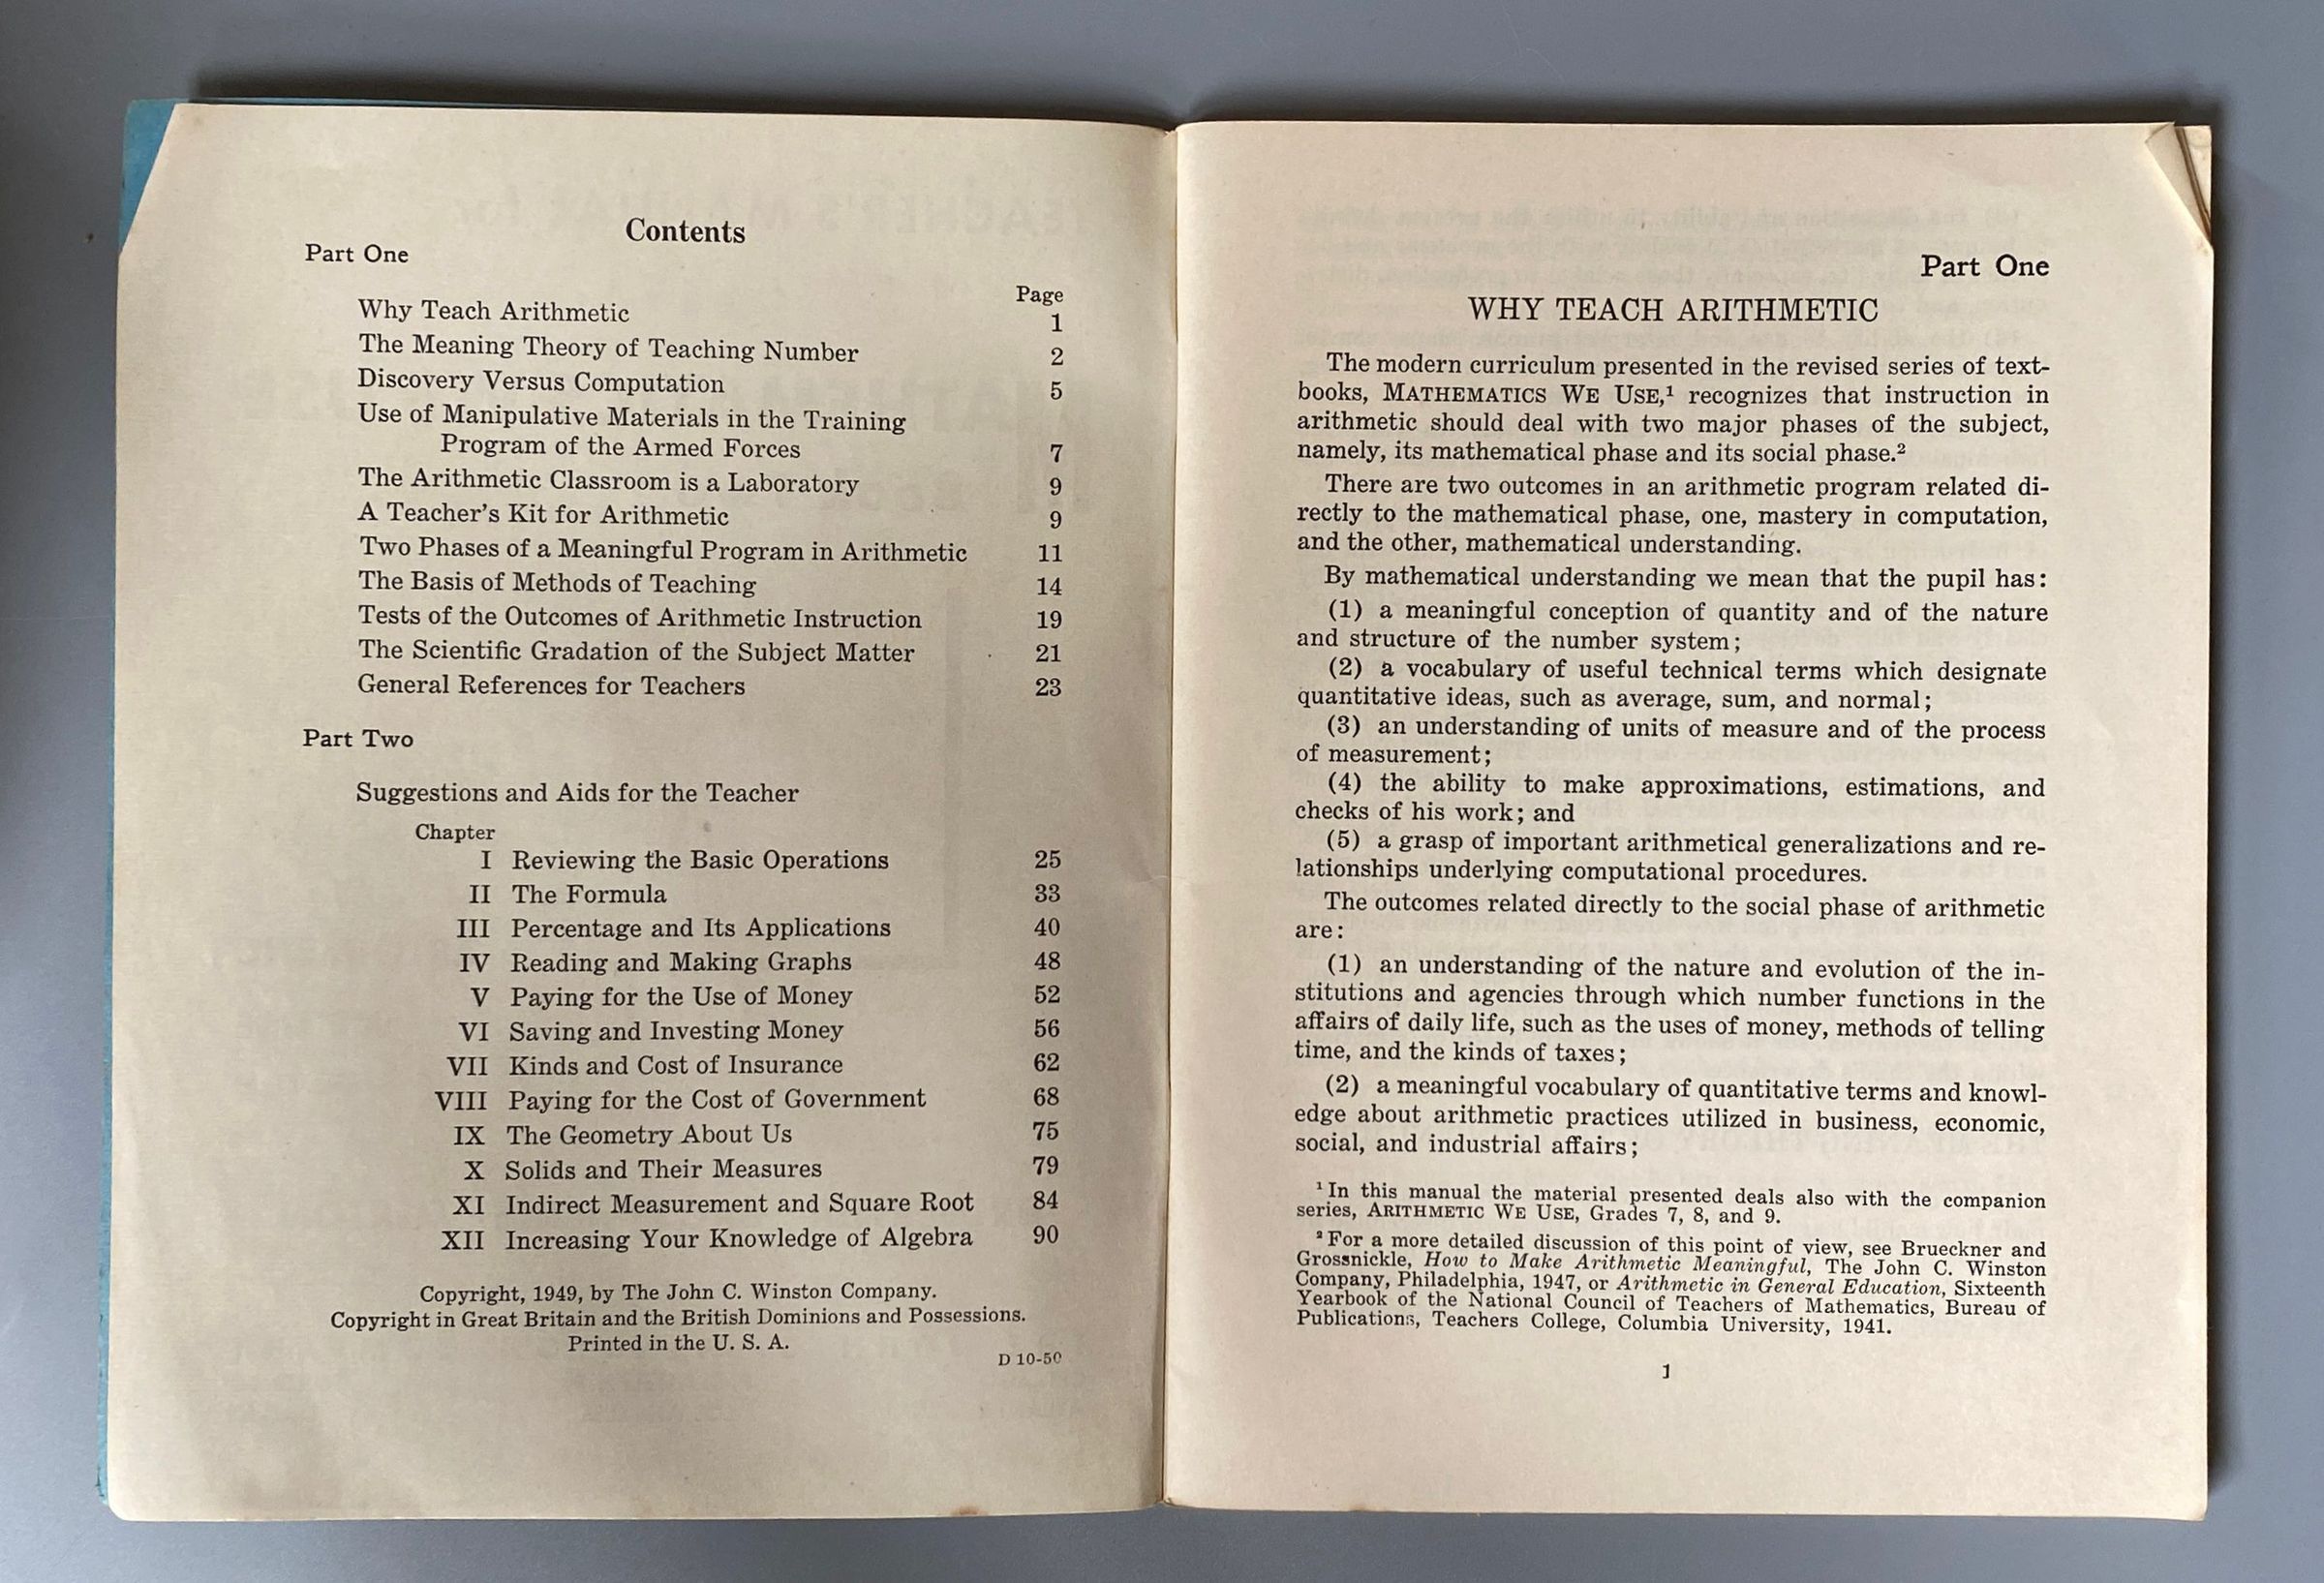 Contents
Part One
Page
Why Teach Arithmetic 1
The Meaning Theory of Teaching Number 2
Discovery Versus Computation 5
Use of Manipulative Materials in the Training
Program of the Armed Forces 7
The Arithmetic Classroom is a Laboratory 9
A Teacher's Kit for Arithmetic 9
Two Phases of a Meaningful Program in Arithmetic 11
The Basis of Methods of Teaching 14
Tests of the Outcomes of Arithmetic Instruction 19
The Scientific Gradation of the Subject Matter 21
General References for Teachers 23
Part Two
Suggestions and Aids for the Teacher
Chapter
I Reviewing the Basic Operations 25
II The Formula 33
III Percentage and Its Applications 40
IV Reading and Making Graphs 48
V Paying for the Use of Money 52
VI Saving and Investing Money 56
VII Kinds and Cost of Insurance 62
VIII Paying for the Cost of Government 68
IX The Geometry About Us 75
X Solids and Their Measures 79
XI Indirect Measurement and Square Root 84
XII Increasing Your Knowledge of Algebra 90
Copyright, 1949, by The John C. Winston Company.
Copyright in Great Britain and the British Dominions and Possessions.
Printed in the U. S. A.
D 10-50
Part One
WHY TEACH ARITHMETIC
The modern curriculum presented in the revised series of text-
books, MATHEMATICS WE USE,¹ recognizes that instruction in
arithmetic should deal with two major phases of the subject,
namely, its mathematical phase and its social phase.²
There are two outcomes in an arithmetic program related di-
rectly to the mathematical phase, one, mastery in computation,
and the other, mathematical understanding.
By mathematical understanding we mean that the pupil has:
(1) a meaningful conception of quantity and of the nature
and structure of the number system;
(2) a vocabulary of useful technical terms which designate
quantitative ideas, such as average, sum, and normal;
(3) an understanding of units of measure and of the process
of measurement;
(4) the ability to make approximations, estimations, and
checks of his work; and
(5) a grasp of important arithmetical generalizations and re-
lationships underlying computational procedures.
The outcomes related directly to the social phase of arithmetic
are:
(1) an understanding of the nature and evolution of the in-
stitutions and agencies through which number functions in the
affairs of daily life, such as the uses of money, methods of telling
time, and the kinds of taxes;
(2) a meaningful vocabulary of quantitative terms and knowl-
edge about arithmetic practices utilized in business, economic,
social, and industrial affairs;
¹ In this manual the material presented deals also with the companion
series, ARITHMETIC WE USE, Grades 7, 8, and 9.
² For a more detailed discussion of this point of view, see Brueckner and
Grossnickle, How to Make Arithmetic Meaningful, The John C. Winston
Company, Philadelphia, 1947, or Arithmetic in General Education, Sixteenth
Yearbook of the National Council of Teachers of Mathematics, Bureau of
Publications, Teachers College, Columbia University, 1941.
1